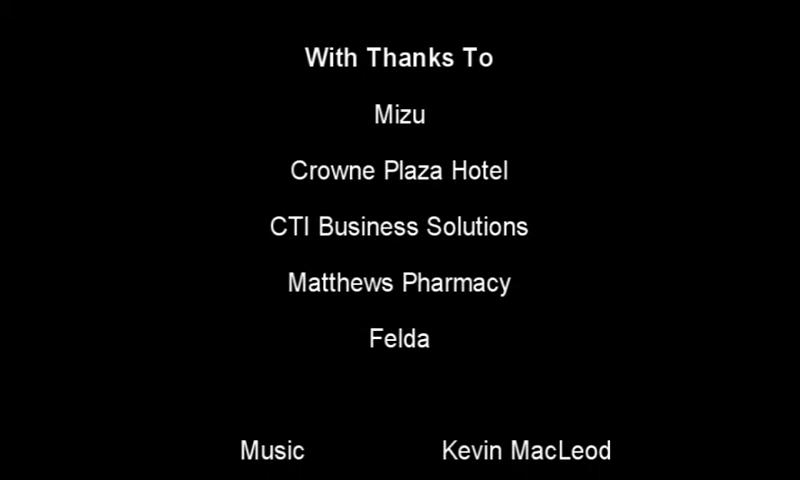 With Thanks To
Mizu
Crowne Plaza Hotel
CTI Business Solutions
Matthews Pharmacy
Felda
Music Kevin MacLeod